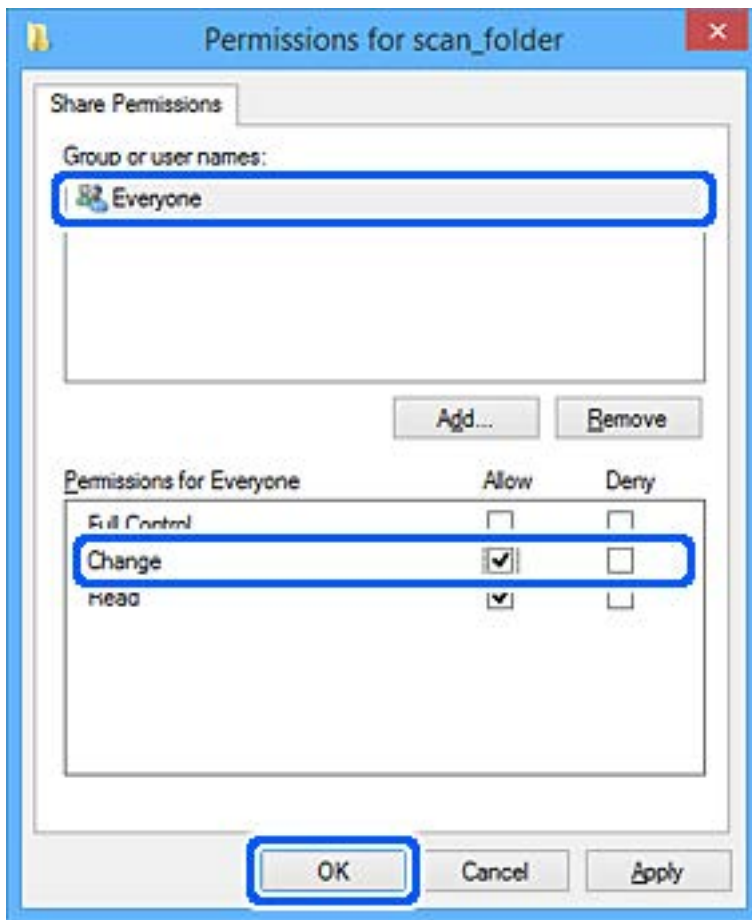 Permissions for scan_folder
Share Permissions
Group or user names:
Everyone
Add... Remove
Permissions for Everyone Allow Deny
Full Control
Change
Read
OK Cancel Apply